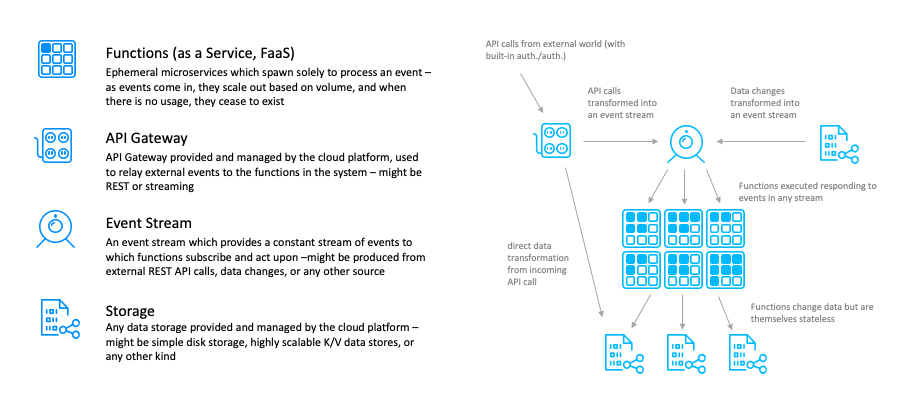 Functions (as a Service, FaaS)
Ephemeral microservices which spawn solely to process an event –
as events come in, they scale out based on volume, and when
there is no usage, they cease to exist
API Gateway
API Gateway provided and managed by the cloud platform, used
to relay external events to the functions in the system – might be
REST or streaming
Event Stream
An event stream which provides a constant stream of events to
which functions subscribe and act upon –might be produced from
external REST API calls, data changes, or any other source
Storage
Any data storage provided and managed by the cloud platform –
might be simple disk storage, highly scalable K/V data stores, or
any other kind
API calls from external world (with
built-in auth./auth.)
API calls
transformed into
an event stream
Data changes
transformed into
an event stream
Functions executed responding to
events in any stream
direct data
transformation
from incoming
API call
Functions change data but are
themselves stateless